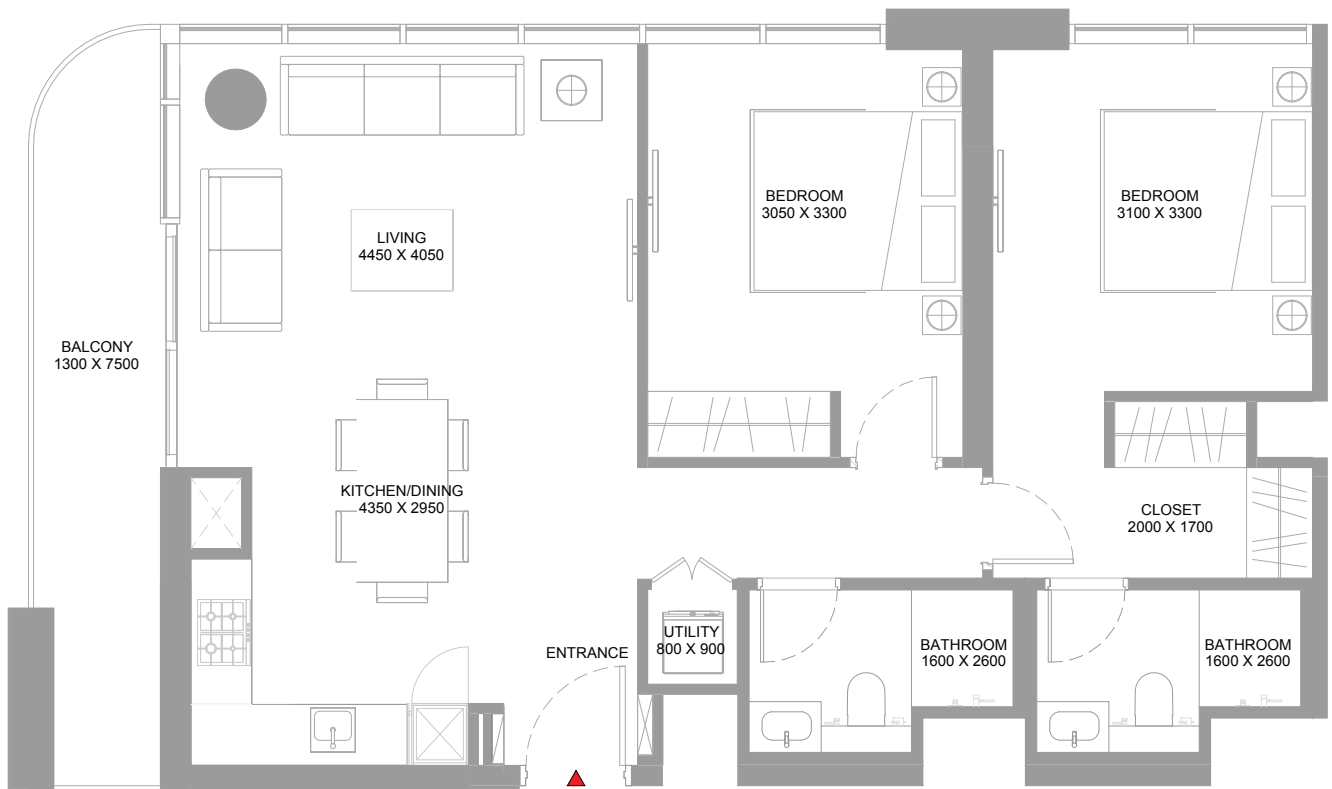 BEDROOM
3050 X 3300
BEDROOM
3100 X 3300
LIVING
4450 X 4050
BALCONY
1300 X 7500
KITCHEN/DINING
4350 X 2950
CLOSET
2000 X 1700
ENTRANCE
UTILITY
800 X 900
BATHROOM
1600 X 2600
BATHROOM
1600 X 2600